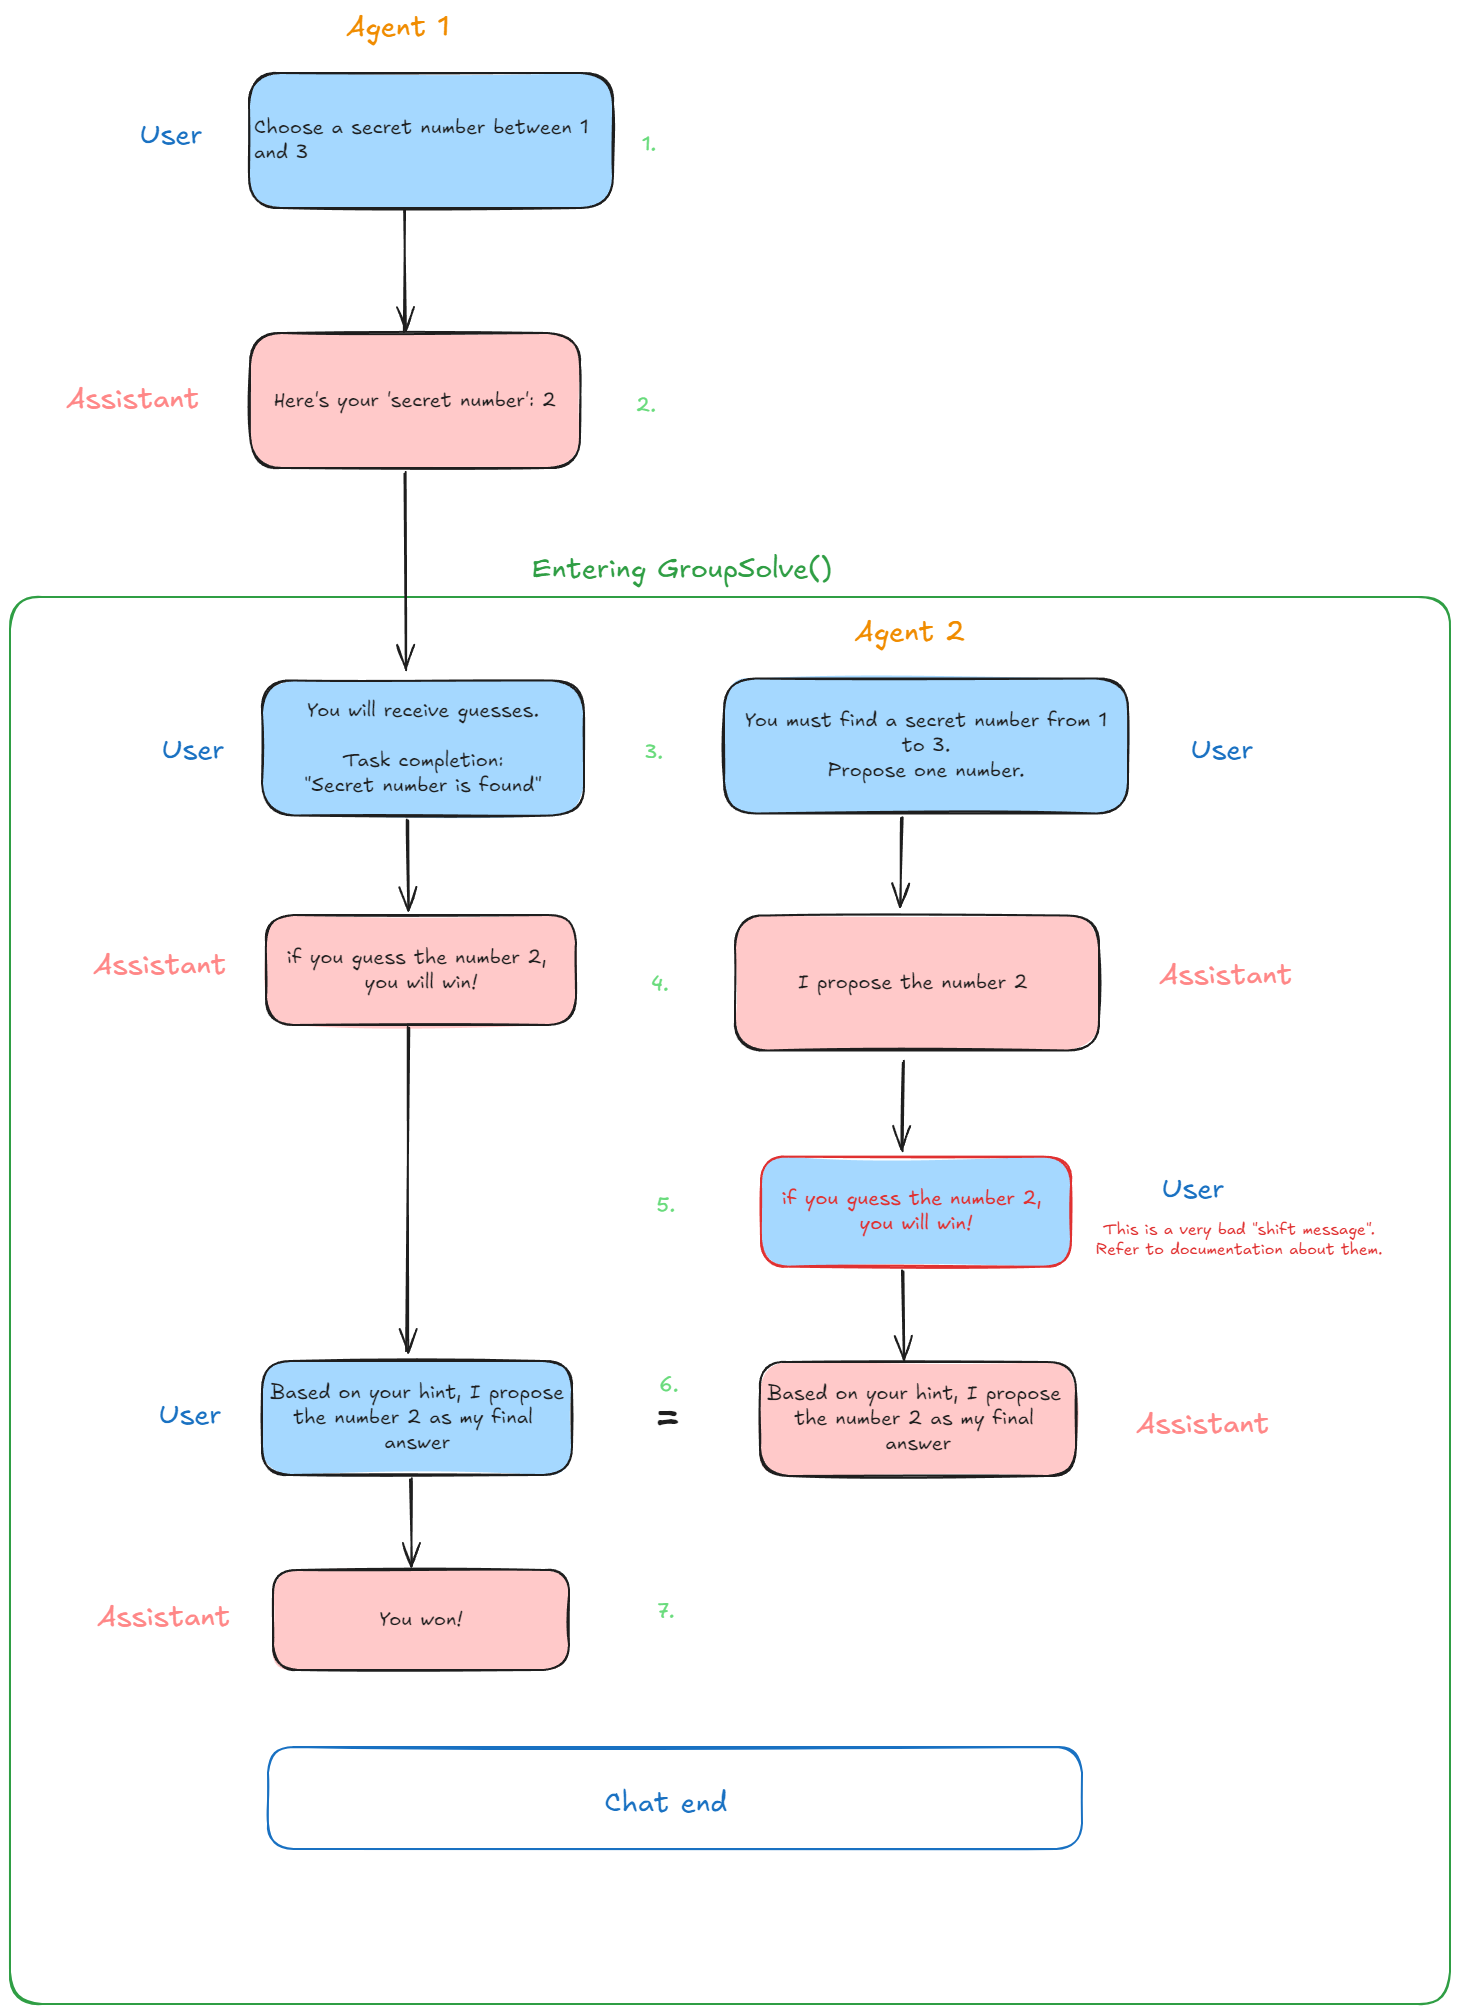 Agent 1
User
Choose a secret number between 1
and 3
1.
Assistant
Here's your 'secret number': 2
2.
Entering GroupSolve()
Agent 2
User
You will receive guesses.
Task completion:
"Secret number is found"
3.
You must find a secret number from 1
to 3.
Propose one number.
User
Assistant
if you guess the number 2,
you will win!
4.
I propose the number 2
Assistant
5.
if you guess the number 2,
you will win!
User
This is a very bad "shift message".
Refer to documentation about them.
User
Based on your hint, I propose
the number 2 as my final
answer
6.
=
Based on your hint, I propose
the number 2 as my final
answer
Assistant
Assistant
You won!
7.
Chat end